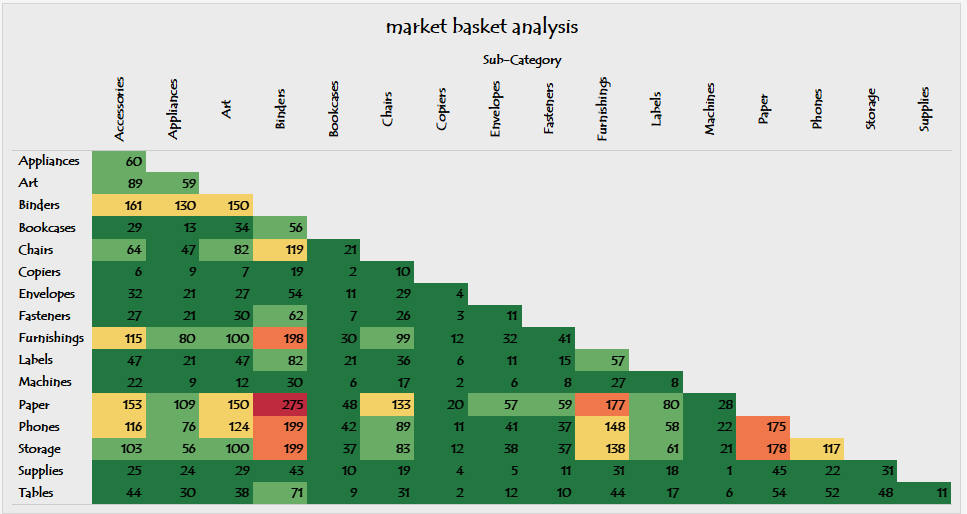 market basket analysis
Sub-Category
Accessories Appliances Art Binders Bookcases Chairs Copiers Envelopes Fasteners Furnishings Labels Machines Paper Phones Storage Supplies
Appliances 60
Art 89 59
Binders 161 130 150
Bookcases 29 13 34 56
Chairs 64 47 82 119 21
Copiers 6 9 7 19 2 10
Envelopes 32 21 27 54 11 29 4
Fasteners 27 21 30 62 7 26 3 11
Furnishings 115 80 100 198 30 99 12 32 41
Labels 47 21 47 82 21 36 6 11 15 57
Machines 22 9 12 30 6 17 2 6 8 27 8
Paper 153 109 150 275 48 133 20 57 59 177 80 28
Phones 116 76 124 199 42 89 11 41 37 148 58 22 175
Storage 103 56 100 199 37 83 12 38 37 138 61 21 178 117
Supplies 25 24 29 43 10 19 4 5 11 31 18 1 45 22 31
Tables 44 30 38 71 9 31 2 12 10 44 17 6 54 52 48 11